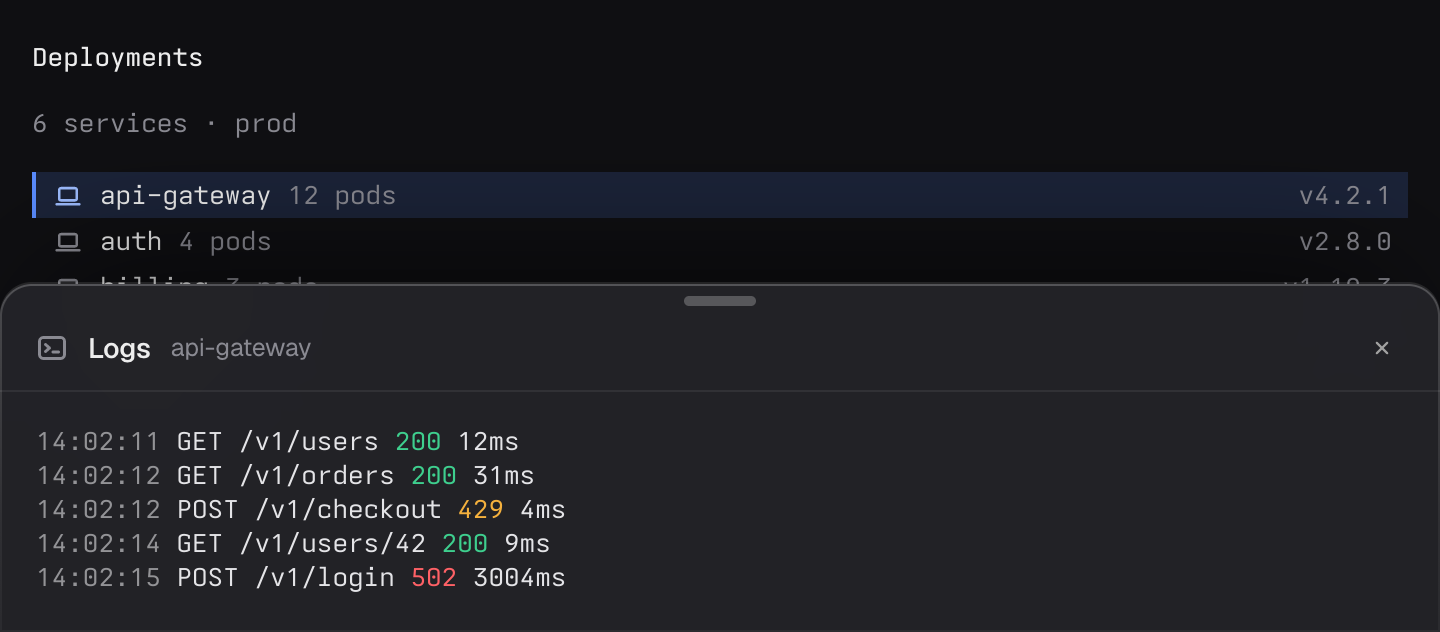 Deployments
6 services · prod
api-gateway 12 pods v4.2.1
auth 4 pods v2.8.0
billing 3 pods
Logs api-gateway
14:02:11 GET /v1/users 200 12ms
14:02:12 GET /v1/orders 200 31ms
14:02:12 POST /v1/checkout 429 4ms
14:02:14 GET /v1/users/42 200 9ms
14:02:15 POST /v1/login 502 3004ms